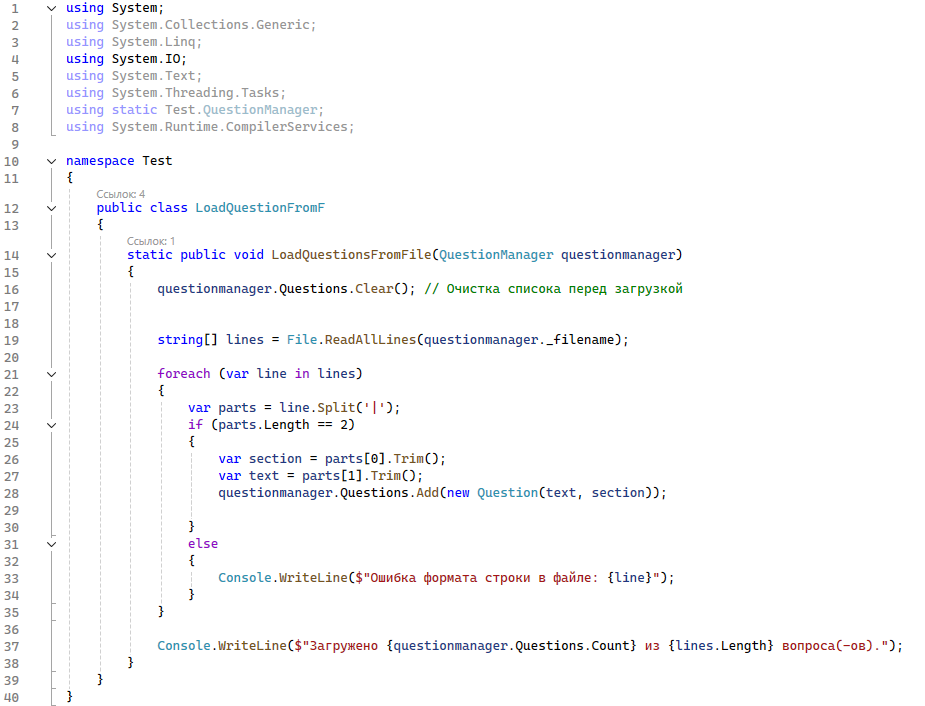 1 using System;
2 using System.Collections.Generic;
3 using System.Linq;
4 using System.IO;
5 using System.Text;
6 using System.Threading.Tasks;
7 using static Test.QuestionManager;
8 using System.Runtime.CompilerServices;
9
10 namespace Test
11 {
Ссылок: 4
12 public class LoadQuestionFromF
13 {
Ссылок: 1
14 static public void LoadQuestionsFromFile(QuestionManager questionmanager)
15 {
16 questionmanager.Questions.Clear(); // Очистка списока перед загрузкой
17
18
19 string[] lines = File.ReadAllLines(questionmanager._filename);
20
21 foreach (var line in lines)
22 {
23 var parts = line.Split('|');
24 if (parts.Length == 2)
25 {
26 var section = parts[0].Trim();
27 var text = parts[1].Trim();
28 questionmanager.Questions.Add(new Question(text, section));
29
30 }
31 else
32 {
33 Console.WriteLine($"Ошибка формата строки в файле: {line}");
34 }
35 }
36
37 Console.WriteLine($"Загружено {questionmanager.Questions.Count} из {lines.Length} вопроса(-ов).");
38 }
39 }
40 }